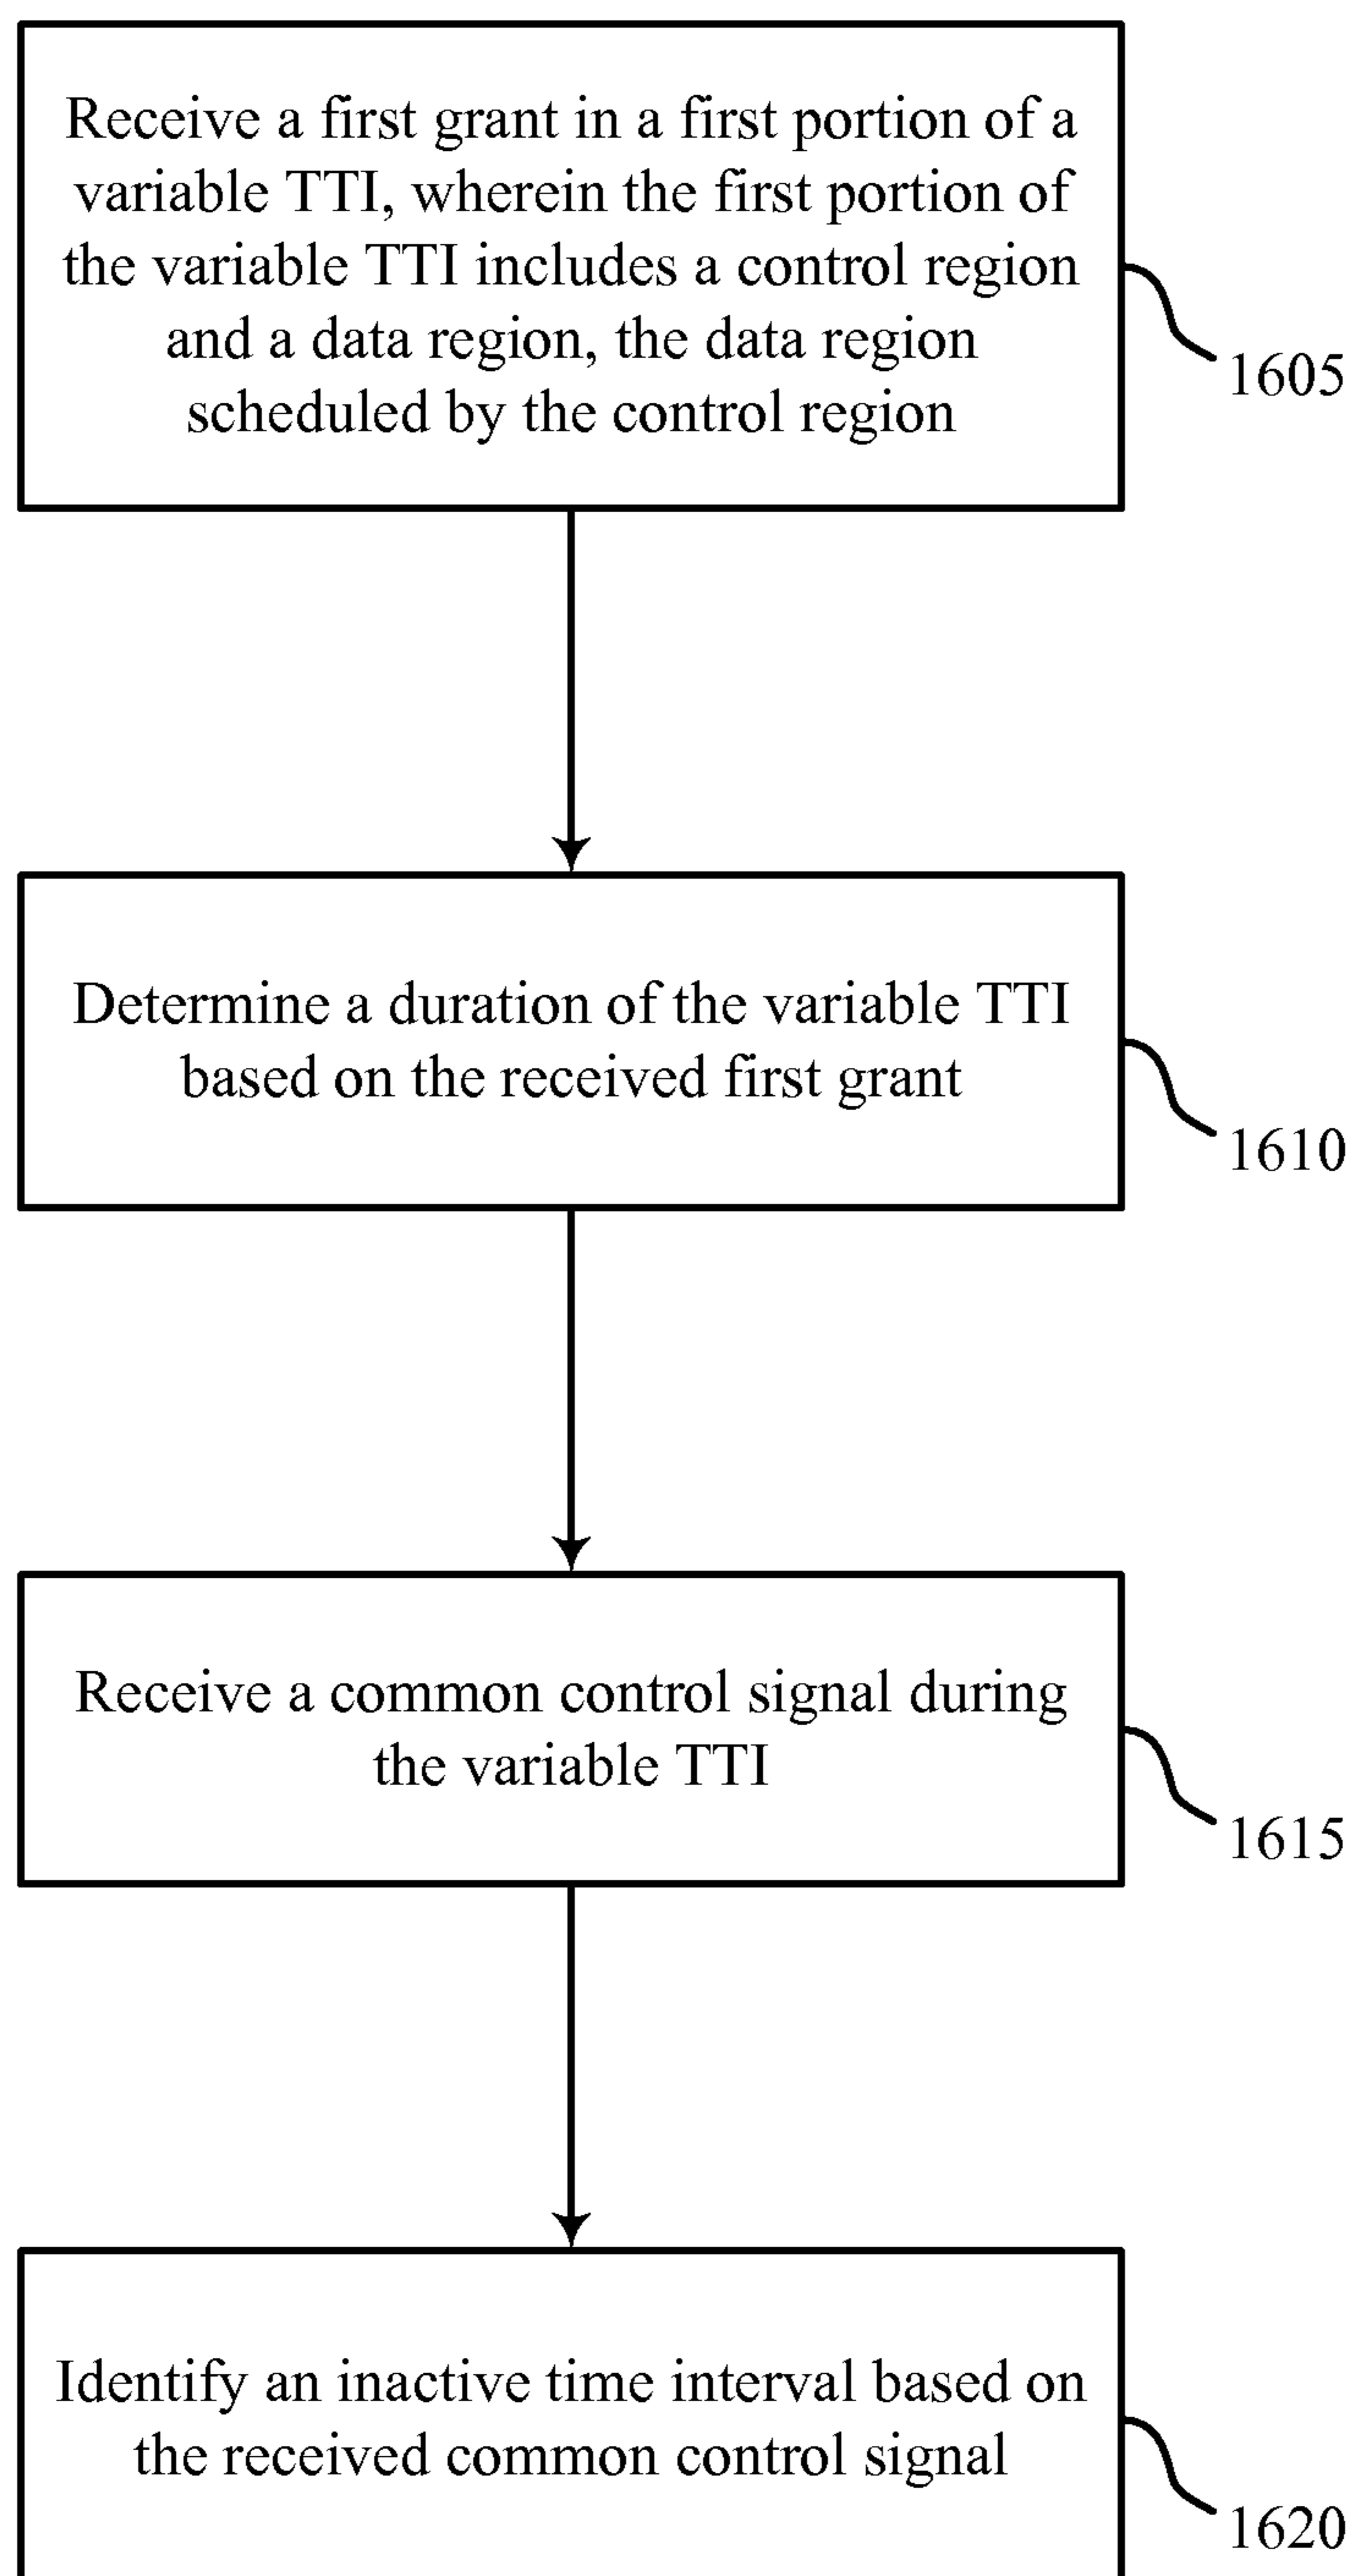 Receive a first grant in a first portion of a
variable TTI, wherein the first portion of
the variable TTI includes a control region
and a data region, the data region
scheduled by the control region
1605
Determine a duration of the variable TTI
based on the received first grant
1610
Receive a common control signal during
the variable TTI
1615
Identify an inactive time interval based on
the received common control signal
1620